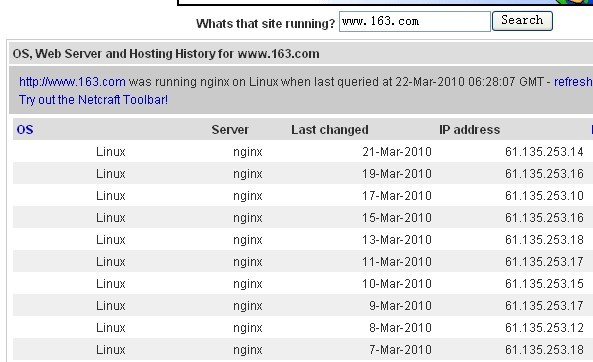 Whats that site running? www.163.com Search
OS, Web Server and Hosting History for www.163.com
http://www.163.com was running nginx on Linux when last queried at 22-Mar-2010 06:28:07 GMT - refresh
Try out the Netcraft Toolbar!
OS Server Last changed IP address
Linux nginx 21-Mar-2010 61.135.253.14
Linux nginx 19-Mar-2010 61.135.253.16
Linux nginx 17-Mar-2010 61.135.253.10
Linux nginx 15-Mar-2010 61.135.253.16
Linux nginx 13-Mar-2010 61.135.253.18
Linux nginx 11-Mar-2010 61.135.253.17
Linux nginx 10-Mar-2010 61.135.253.15
Linux nginx 9-Mar-2010 61.135.253.17
Linux nginx 8-Mar-2010 61.135.253.12
Linux nginx 7-Mar-2010 61.135.253.18